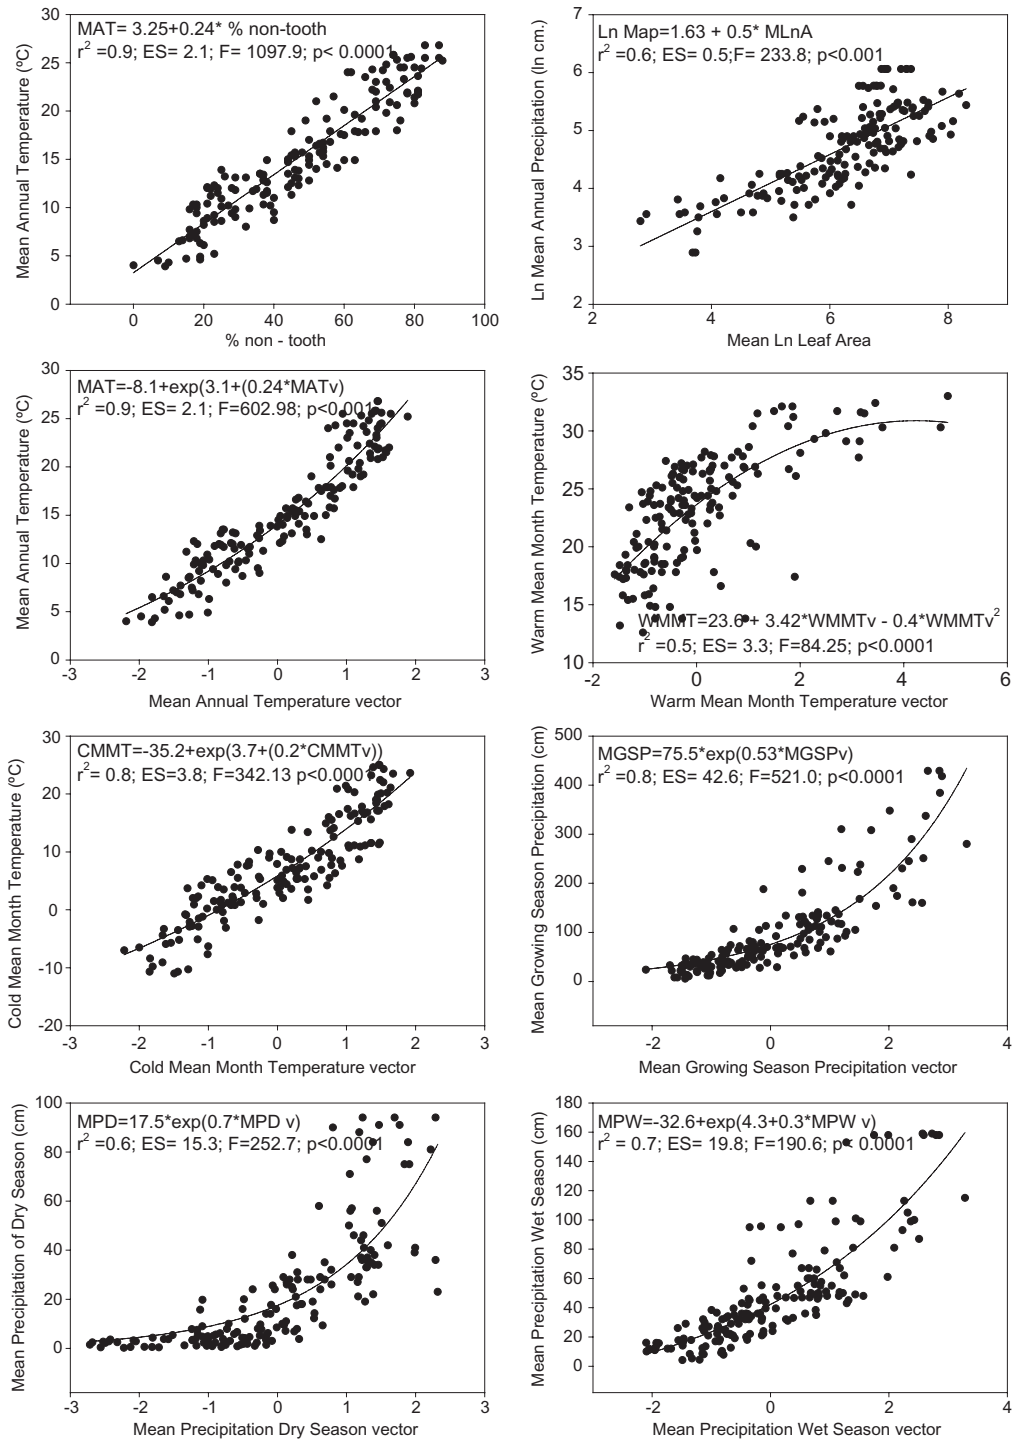 MAT= 3.25+0.24* % non-tooth
r² =0.9; ES= 2.1; F= 1097.9; p< 0.0001
Mean Annual Temperature (ºC)
30
25
20
15
10
5
0
0 20 40 60 80 100
% non - tooth
Ln Map=1.63 + 0.5* MLnA
r² =0.6; ES= 0.5;F= 233.8; p<0.001
Ln Mean Annual Precipitation (ln cm.)
7
6
5
4
3
2
2 4 6 8
Mean Ln Leaf Area
MAT=-8.1+exp(3.1+(0.24*MATv)
r² =0.9; ES= 2.1; F=602.98; p<0.001
Mean Annual Temperature (ºC)
30
25
20
15
10
5
0
-3 -2 -1 0 1 2 3
Mean Annual Temperature vector
Warm Mean Month Temperature (ºC)
35
30
25
20
15
10
WMMT=23.6 + 3.42*WMMTv - 0.4*WMMTv²
r² =0.5; ES= 3.3; F=84.25; p<0.0001
-2 0 2 4 6
Warm Mean Month Temperature vector
CMMT=-35.2+exp(3.7+(0.2*CMMTv))
r²= 0.8; ES=3.8; F=342.13 p<0.0001
Cold Mean Month Temperature (ºC)
30
20
10
0
-10
-20
-3 -2 -1 0 1 2 3
Cold Mean Month Temperature vector
MGSP=75.5*exp(0.53*MGSPv)
r² =0.8; ES= 42.6; F=521.0; p<0.0001
Mean Growing Season Precipitation (cm)
500
400
300
200
100
0
-2 0 2 4
Mean Growing Season Precipitation vector
MPD=17.5*exp(0.7*MPD v)
r² =0.6; ES= 15.3; F=252.7; p<0.0001
Mean Precipitation of Dry Season (cm)
100
80
60
40
20
0
-3 -2 -1 0 1 2 3
Mean Precipitation Dry Season vector
MPW=-32.6+exp(4.3+0.3*MPW v)
r² = 0.7; ES= 19.8; F=190.6; p< 0.0001
Mean Precipitation Wet Season (cm)
180
160
140
120
100
80
60
40
20
0
-2 0 2 4
Mean Precipitation Wet Season vector